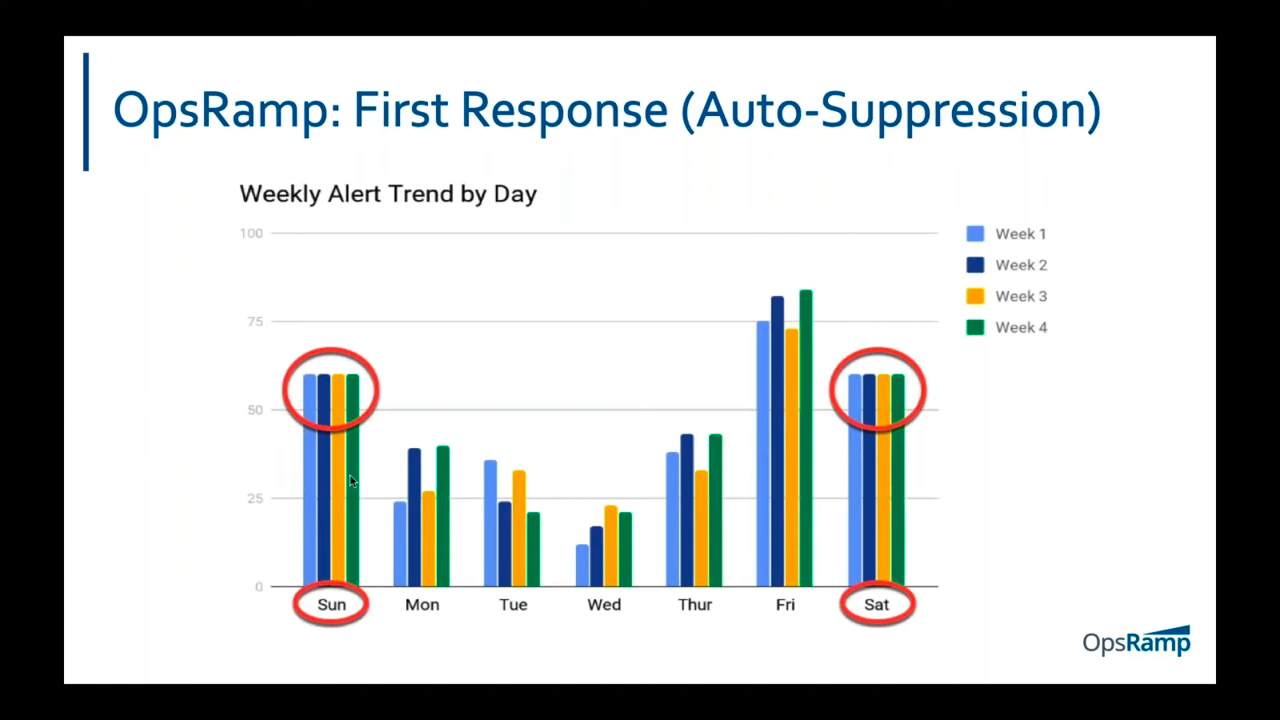 OpsRamp: First Response (Auto-Suppression)
Weekly Alert Trend by Day
100
75
50
25
0
Week 1
Week 2
Week 3
Week 4
Sun Mon Tue Wed Thur Fri Sat
OpsRamp